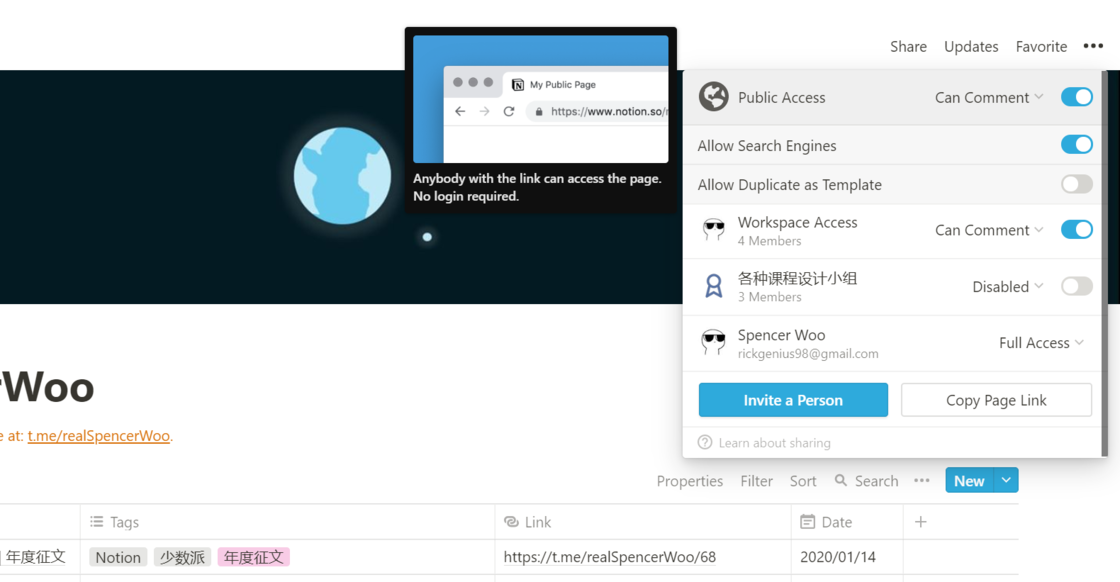 Share Updates Favorite •••
My Public Page
https://www.notion.so/
Anybody with the link can access the page.
No login required.
Public Access Can Comment
Allow Search Engines
Allow Duplicate as Template
Workspace Access Can Comment
4 Members
各种课程设计小组 Disabled
3 Members
Spencer Woo Full Access
rickgenius98@gmail.com
Invite a Person Copy Page Link
Learn about sharing
rWoo
e at: t.me/realSpencerWoo.
Properties Filter Sort Search ••• New
Tags Link Date +
年度征文 Notion 少数派 年度征文 https://t.me/realSpencerWoo/68 2020/01/14